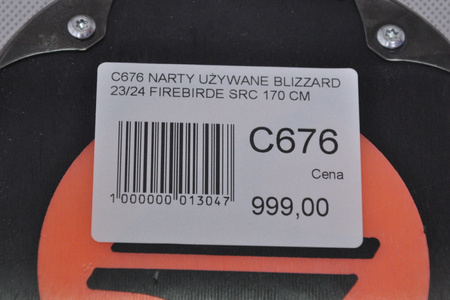 C676 NARTY UŻYWANE BLIZZARD
23/24 FIREBIRDE SRC 170 CM
C676
Cena
1 000000 013047
999,00